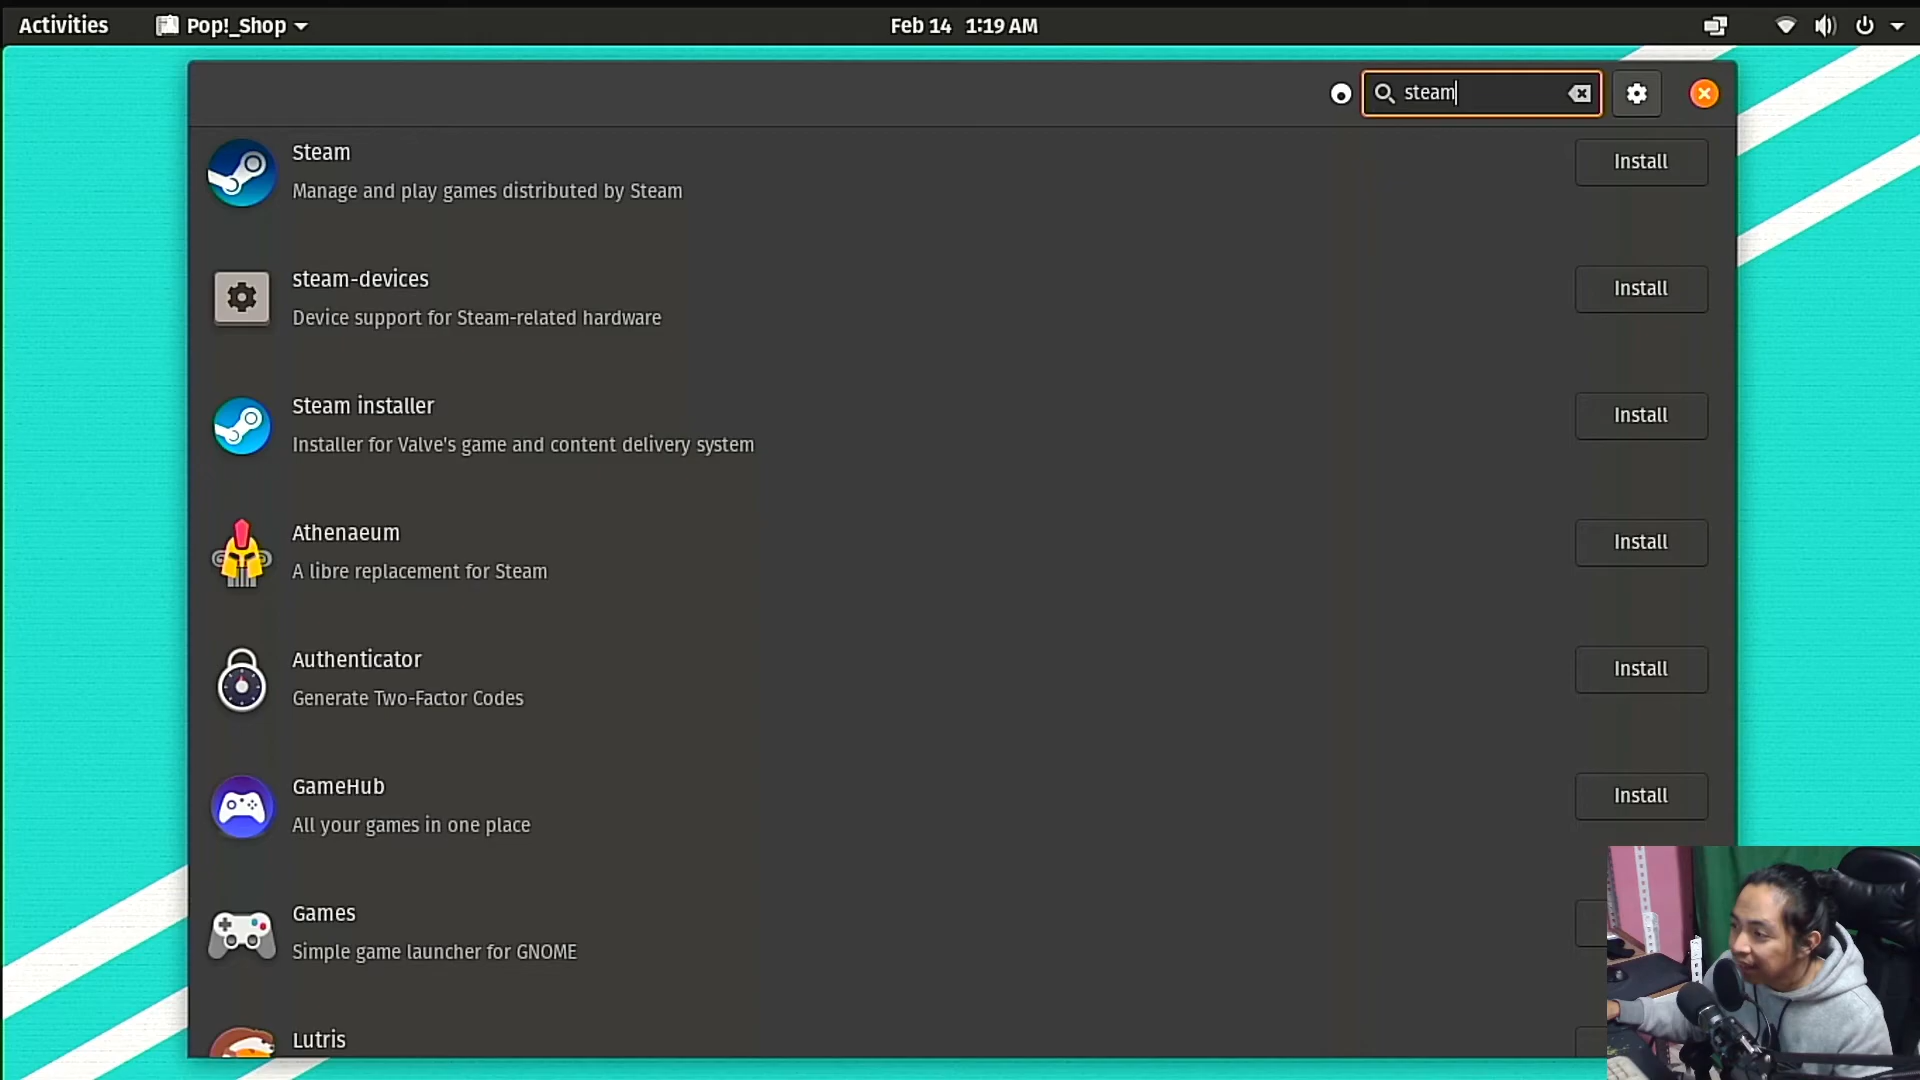 Activities
Pop!_Shop
Feb 14 1:19 AM
steam
Steam
Manage and play games distributed by Steam
Install
steam-devices
Device support for Steam-related hardware
Install
Steam installer
Installer for Valve's game and content delivery system
Install
Athenaeum
A libre replacement for Steam
Install
Authenticator
Generate Two-Factor Codes
Install
GameHub
All your games in one place
Install
Games
Simple game launcher for GNOME
Lutris